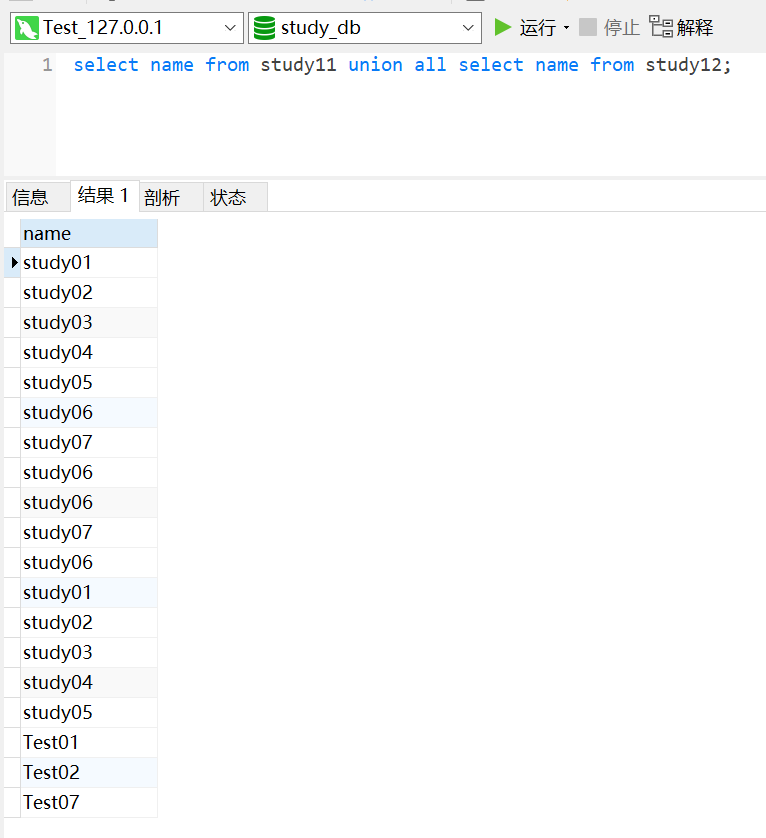 Test_127.0.0.1 study_db 运行 停止 解释
1 select name from study11 union all select name from study12;
信息 结果 1 剖析 状态
name
study01
study02
study03
study04
study05
study06
study07
study06
study06
study07
study06
study01
study02
study03
study04
study05
Test01
Test02
Test07